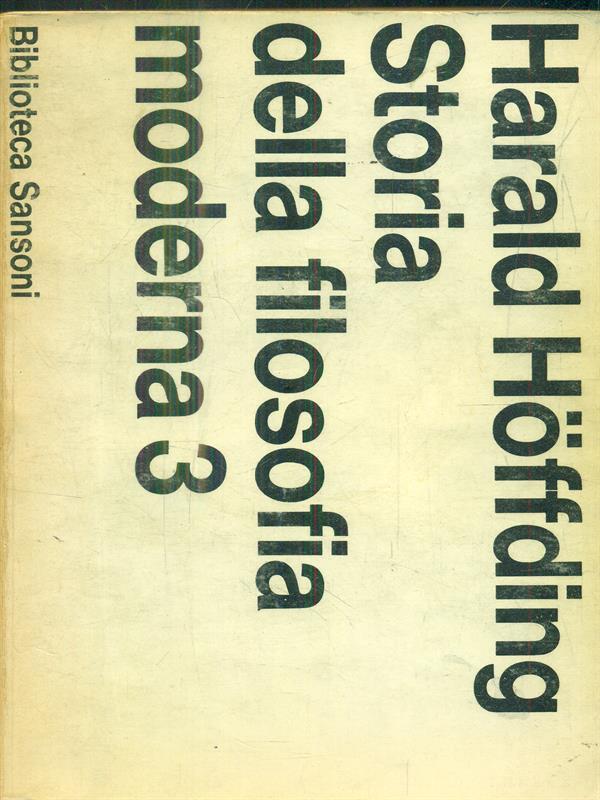 Harald Höffding
Storia
della filosofia
moderna 3
Biblioteca Sansoni